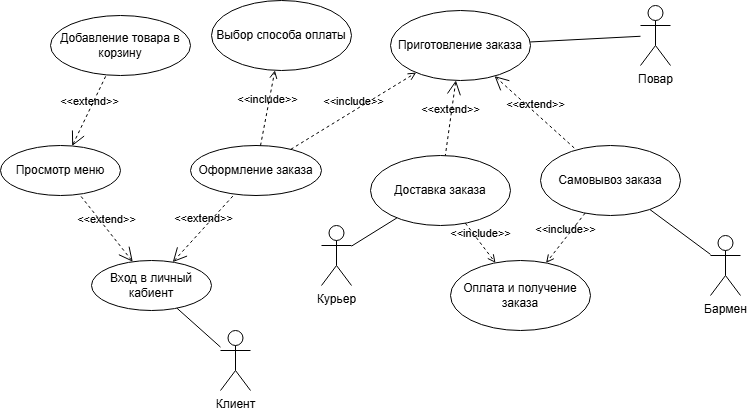 Добавление товара в
корзину
Выбор способа оплаты
Приготовление заказа
Повар
<<extend>>
<<include>>
<<include>>
<<extend>>
<<extend>>
Просмотр меню
Оформление заказа
Доставка заказа
Самовывоз заказа
<<extend>>
<<extend>>
<<include>>
<<include>>
Вход в личный
кабиент
Курьер
Оплата и получение
заказа
Бармен
Клиент